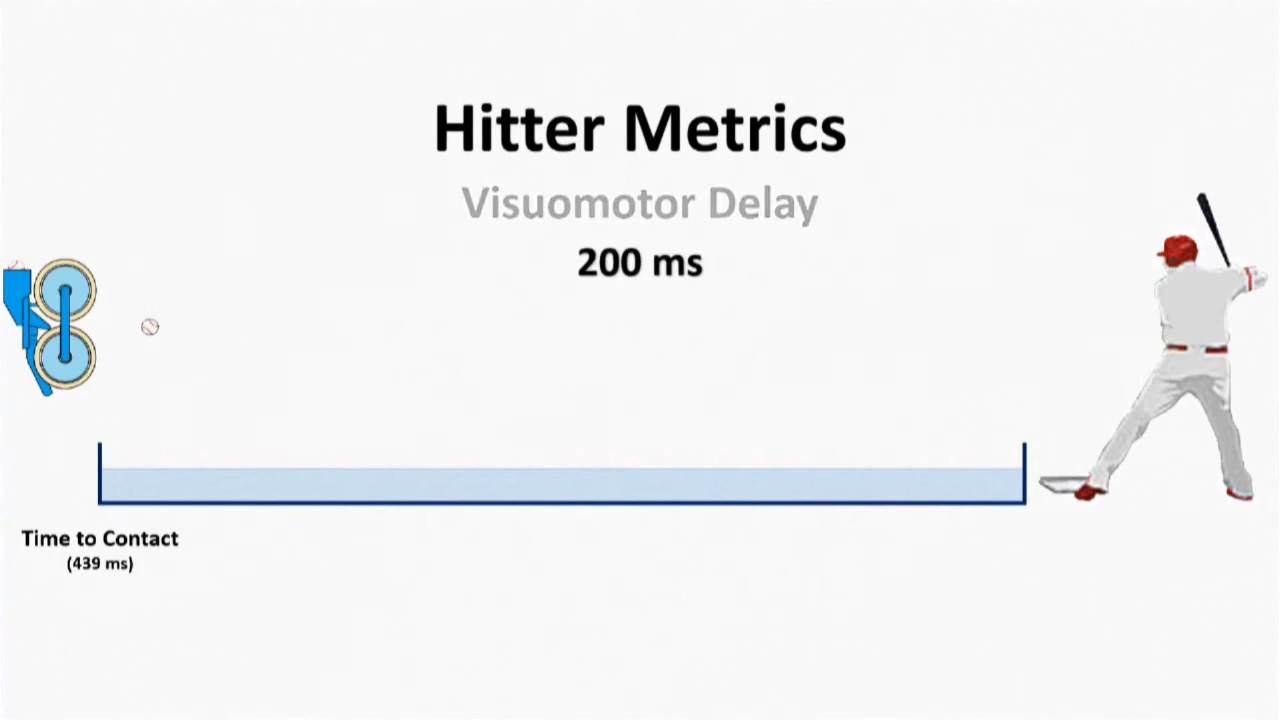 Hitter Metrics
Visuomotor Delay
200 ms
Time to Contact
(439 ms)